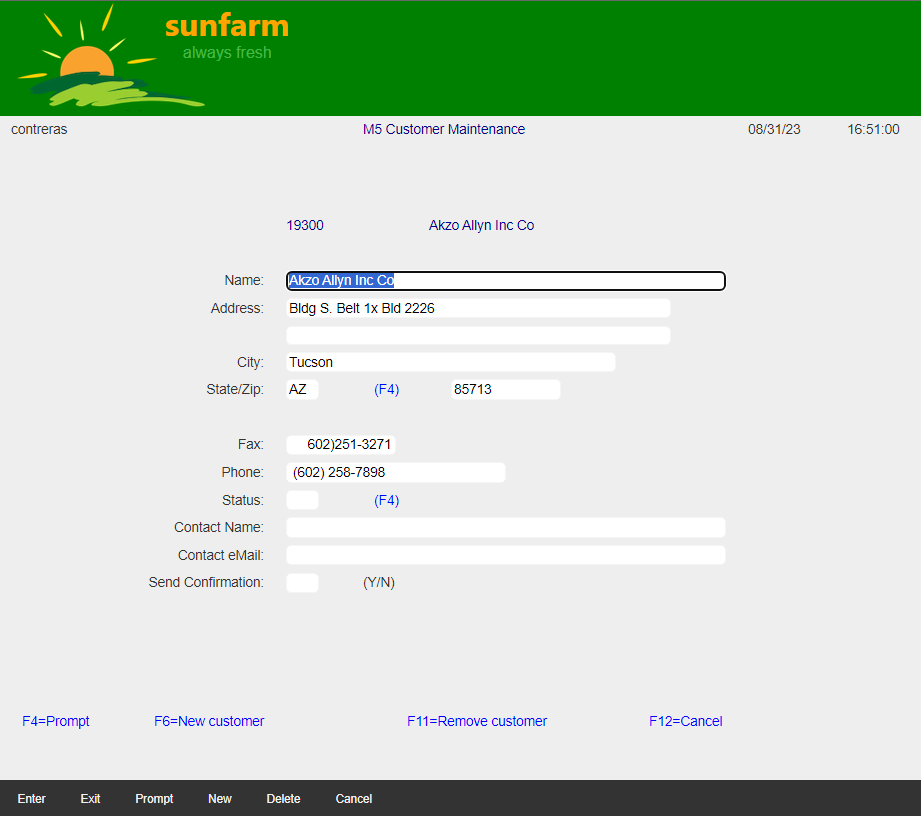 sunfarm
always fresh
contreras M5 Customer Maintenance 08/31/23 16:51:00
19300 Akzo Allyn Inc Co
Name: Akzo Allyn Inc Co
Address: Bldg S. Belt 1x Bld 2226
City: Tucson
State/Zip: AZ (F4) 85713
Fax: 602)251-3271
Phone: (602) 258-7898
Status: (F4)
Contact Name:
Contact eMail:
Send Confirmation: (Y/N)
F4=Prompt F6=New customer F11=Remove customer F12=Cancel
Enter Exit Prompt New Delete Cancel